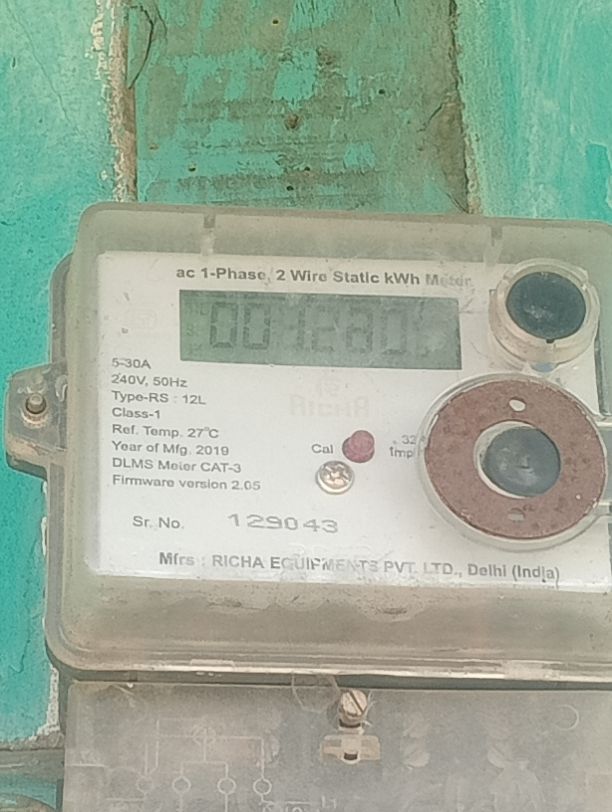 ac 1-Phase, 2 Wire Static kWh Meter
5-30A
240V, 50Hz
Type-RS : 12L
Class-1
Ref. Temp. 27°C
Year of Mfg. 2019
DLMS Meter CAT-3
Firmware version 2.05
RICHA
Cal
Sr. No. 129043
Mfrs : RICHA EQUIPMENTS PVT. LTD., Delhi (India)